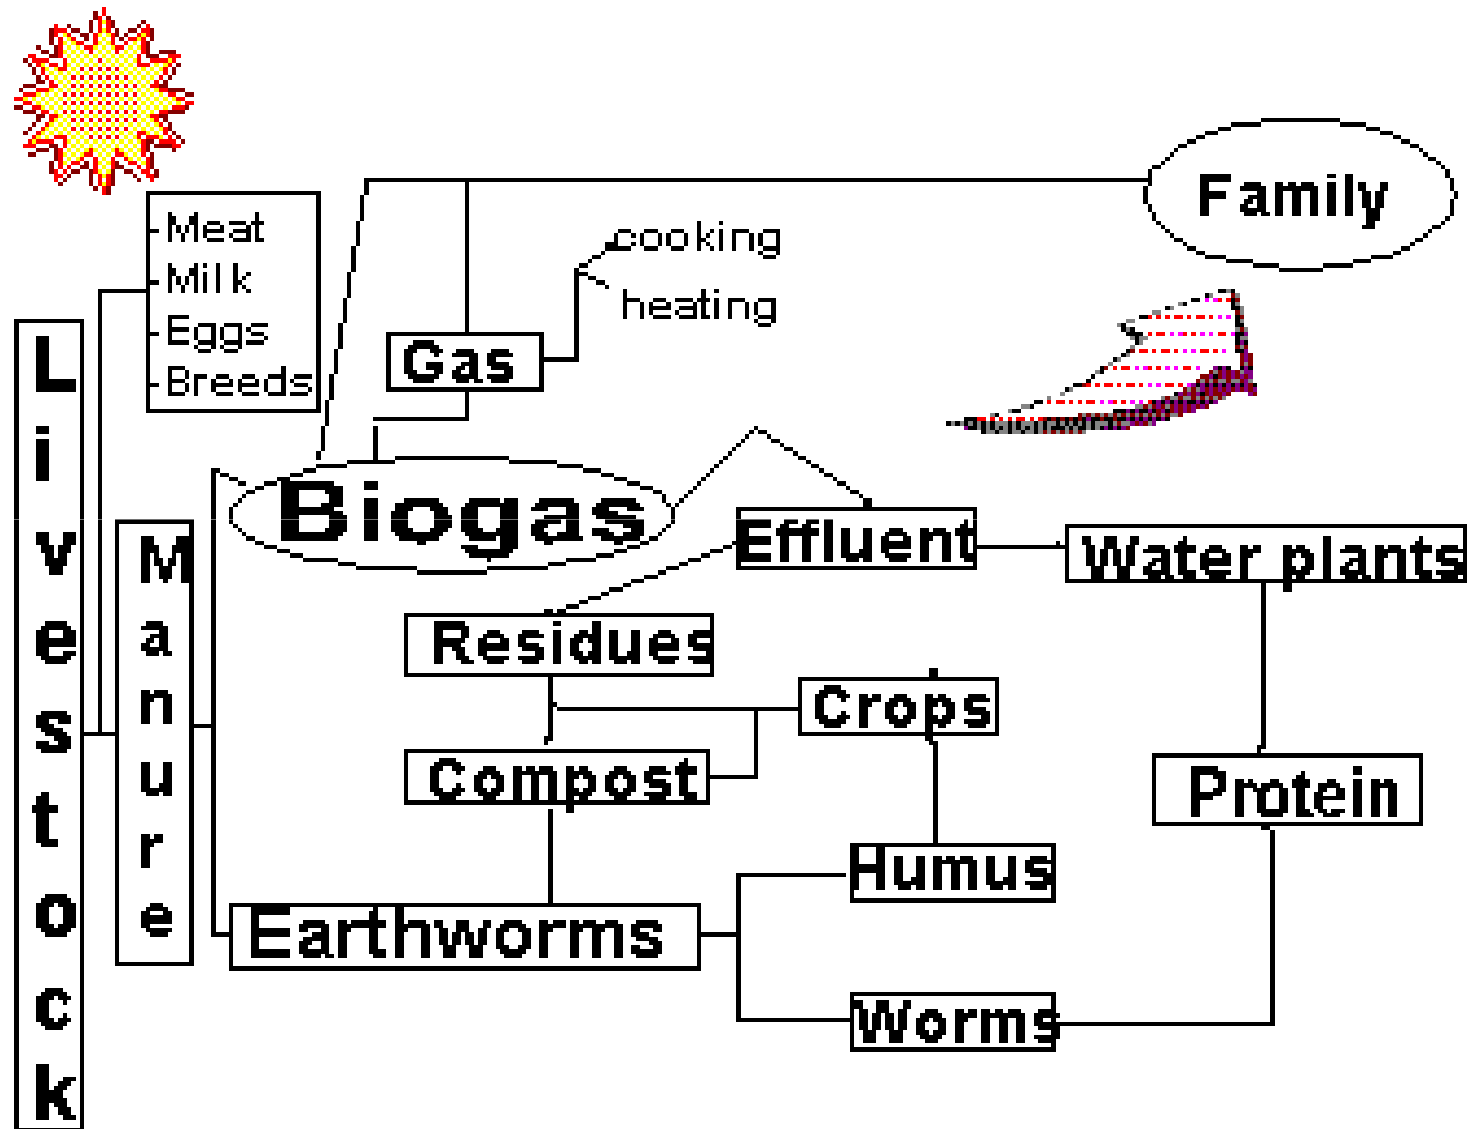 Family
Meat
Milk
Eggs
Breeds
cooking
heating
Gas
Livestock
Biogas
Manure
Effluent
Water plants
Residues
Crops
Compost
Protein
Humus
Earthworms
Worms